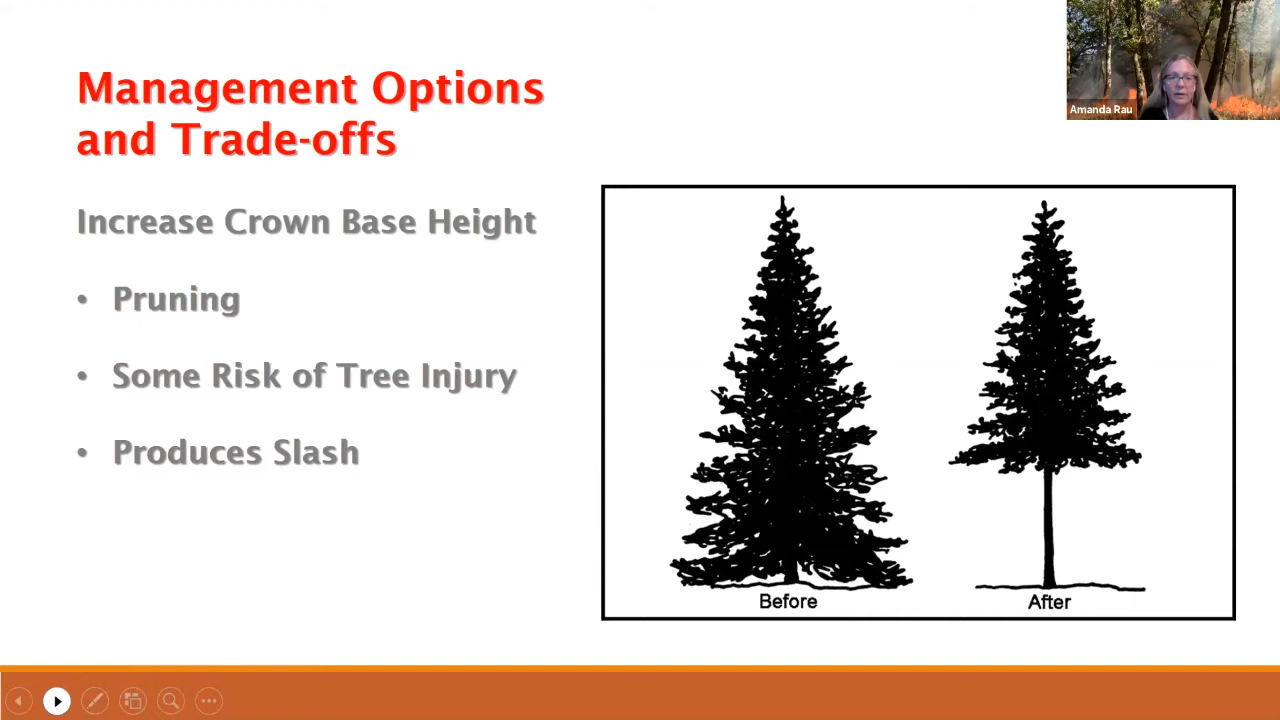 Management Options
and Trade-offs
Increase Crown Base Height
• Pruning
• Some Risk of Tree Injury
• Produces Slash
Before
After
Amanda Rau